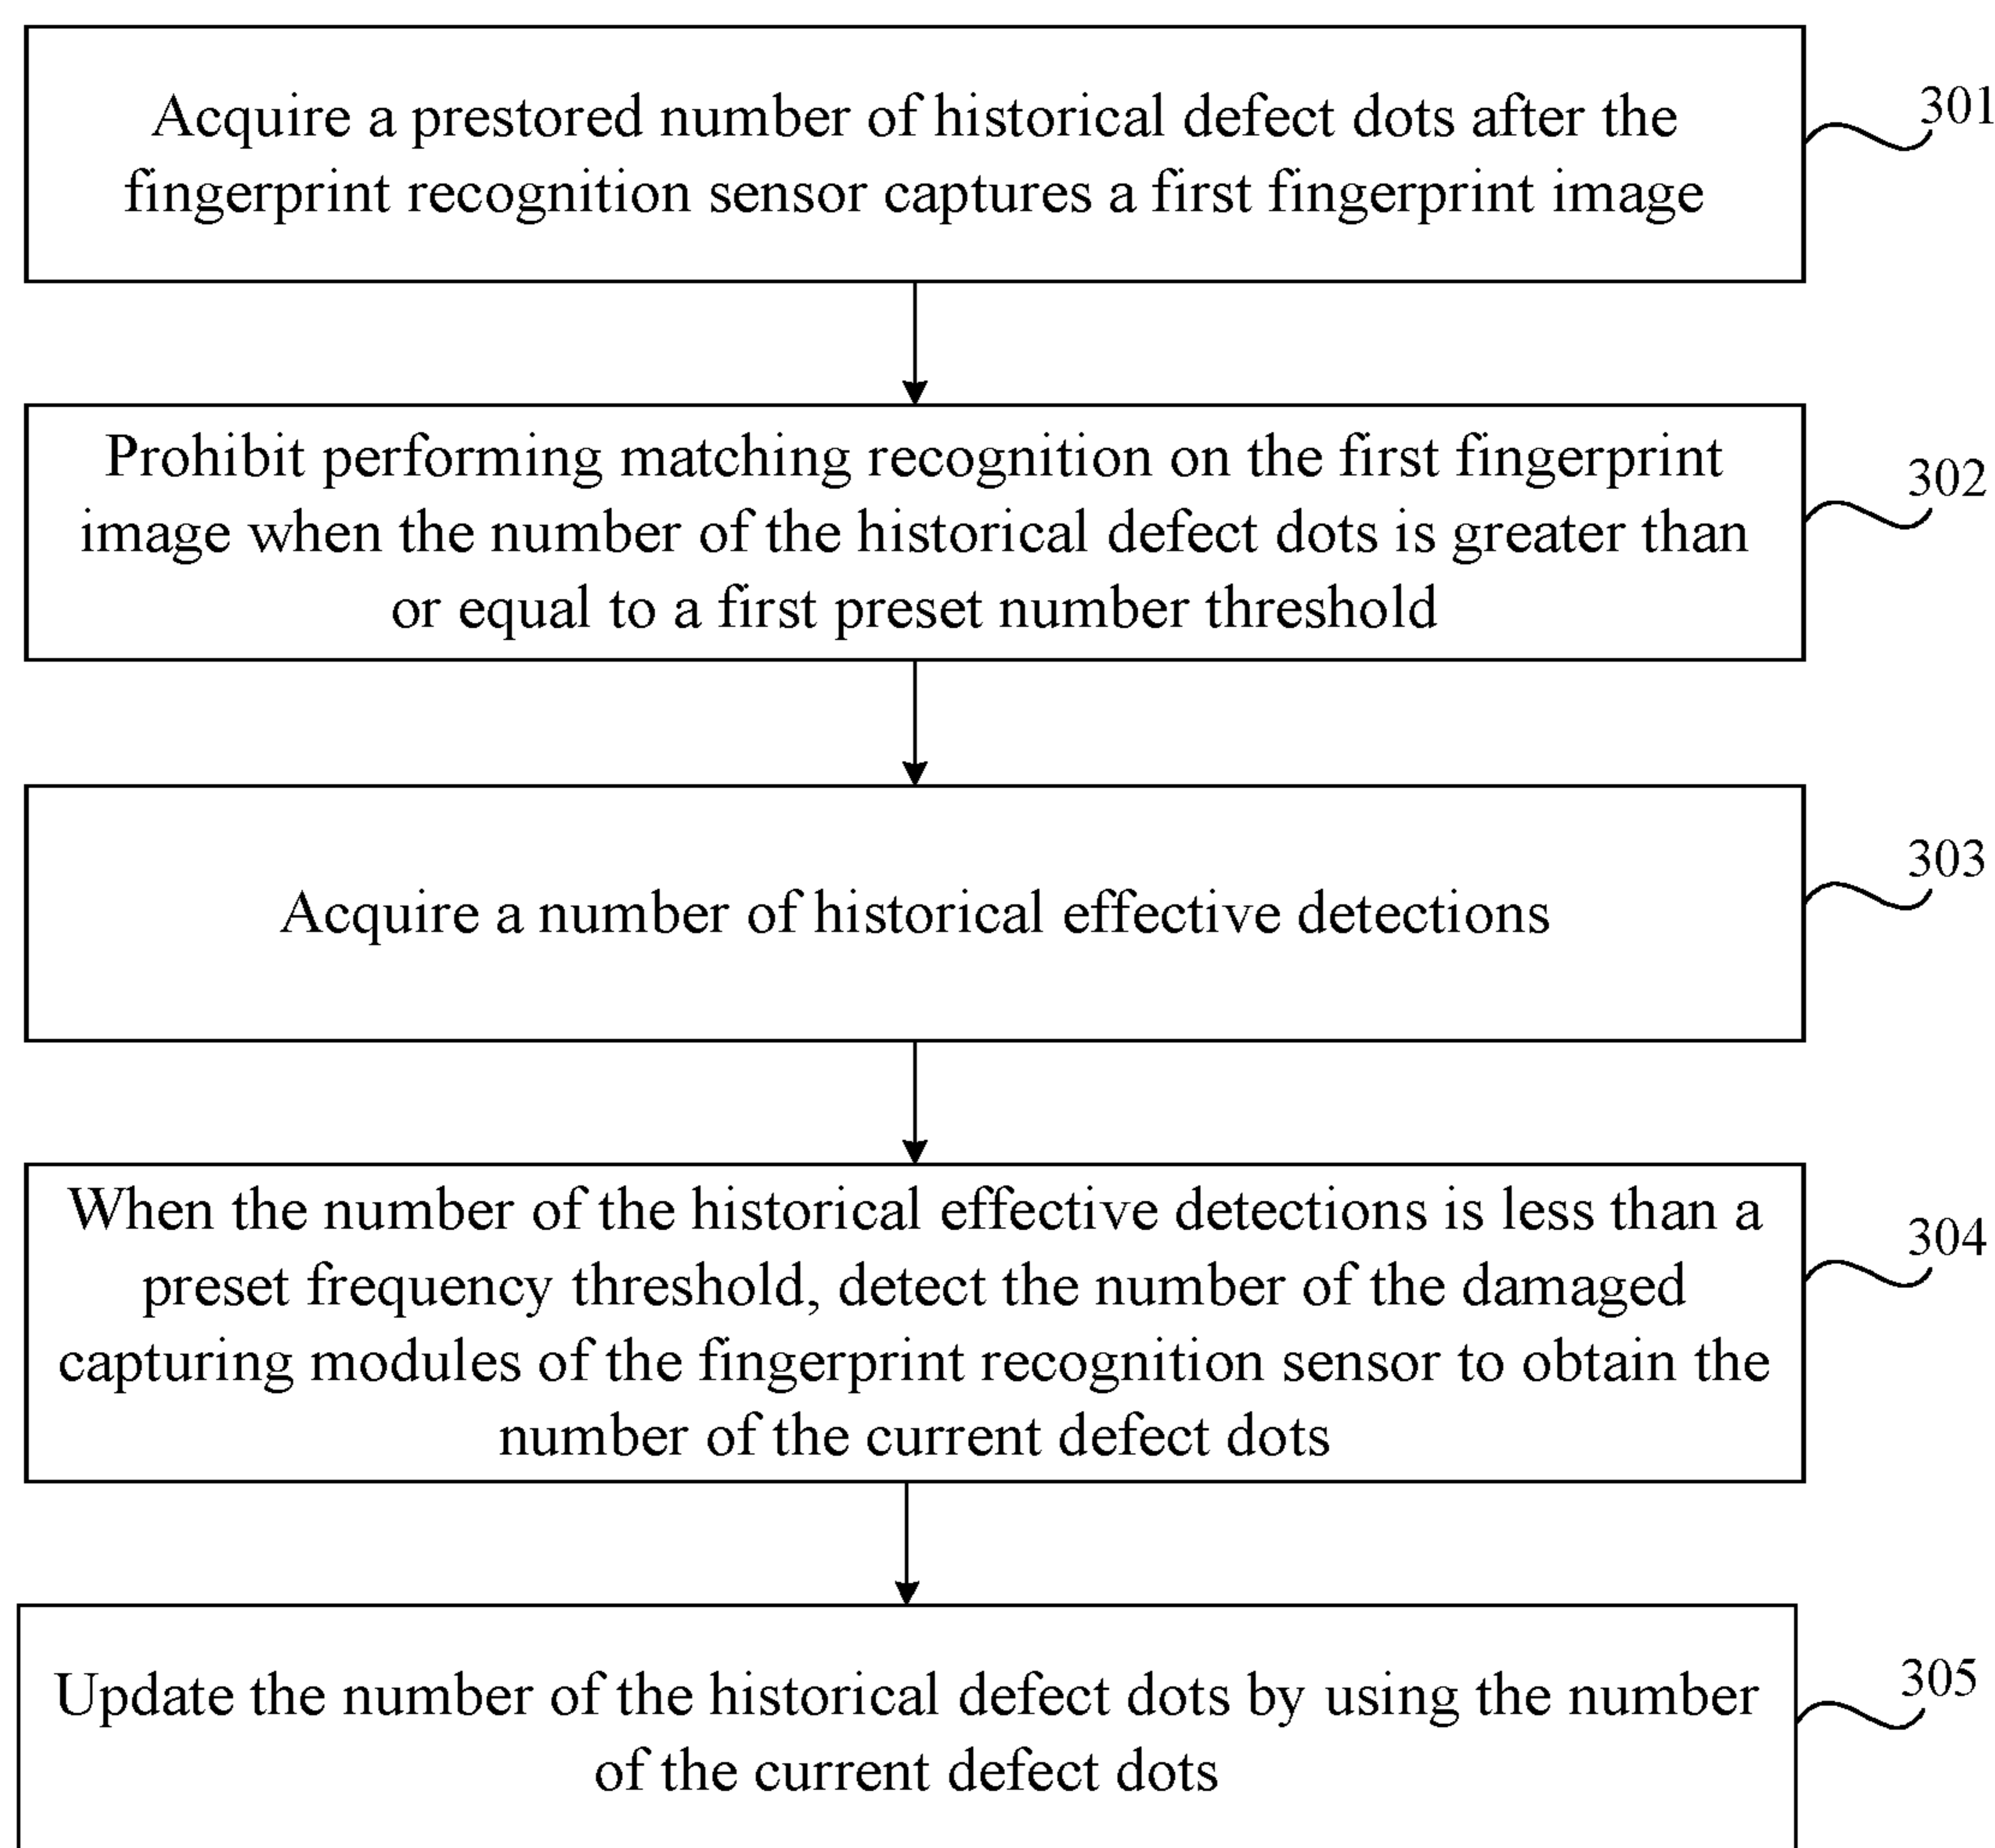 Acquire a prestored number of historical defect dots after the
fingerprint recognition sensor captures a first fingerprint image
301
Prohibit performing matching recognition on the first fingerprint
image when the number of the historical defect dots is greater than
or equal to a first preset number threshold
302
Acquire a number of historical effective detections
303
When the number of the historical effective detections is less than a
preset frequency threshold, detect the number of the damaged
capturing modules of the fingerprint recognition sensor to obtain the
number of the current defect dots
304
Update the number of the historical defect dots by using the number
of the current defect dots
305